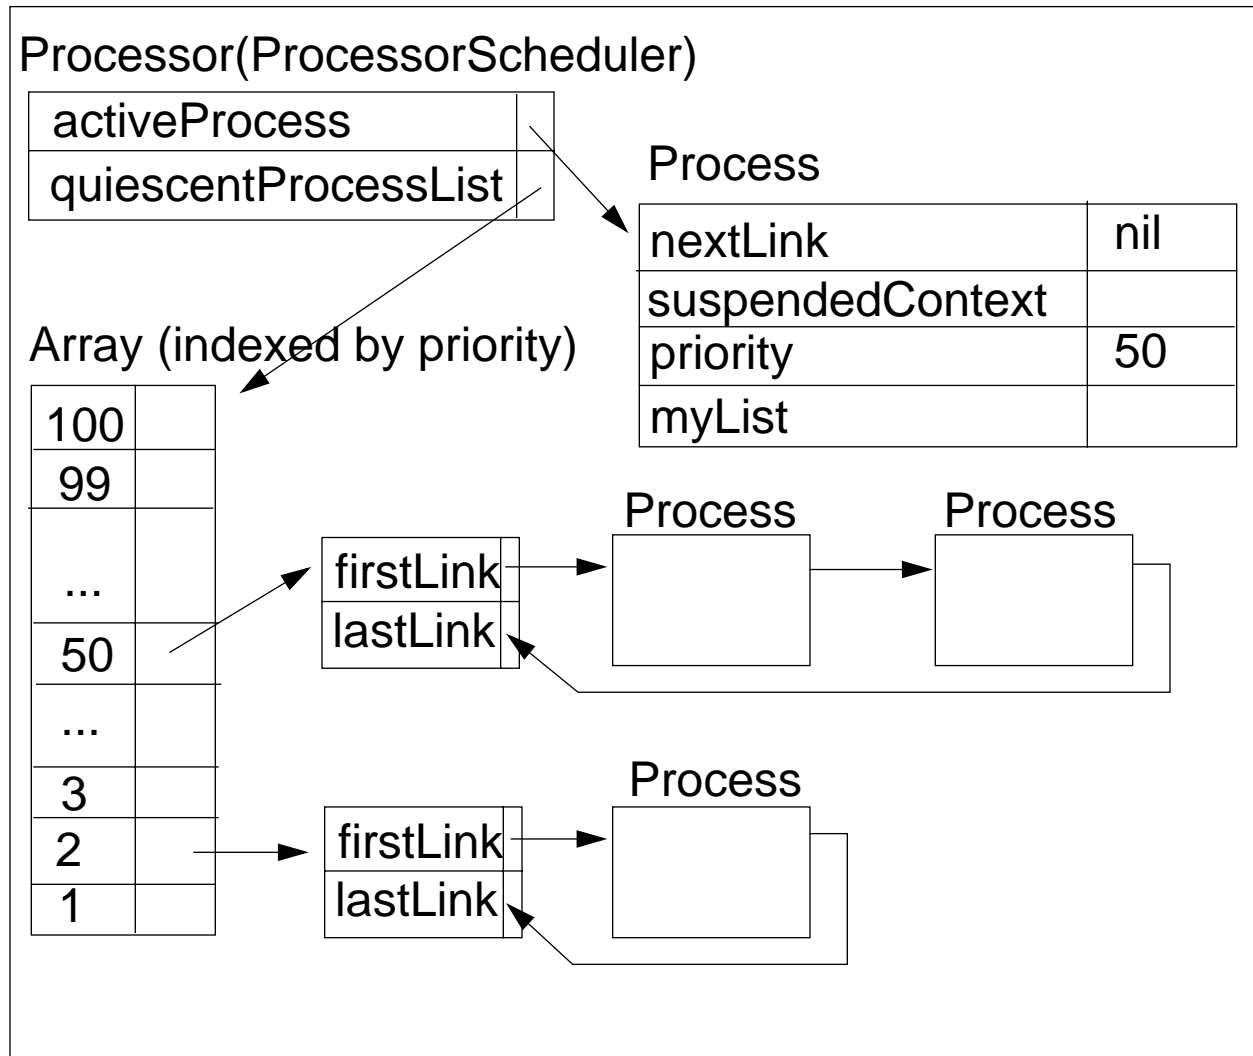 Processor(ProcessorScheduler)
activeProcess
quiescentProcessList
Process
nextLink nil
suspendedContext
priority 50
myList
Array (indexed by priority)
100
99
...
50
...
3
2
1
Process Process
firstLink
lastLink
Process
firstLink
lastLink